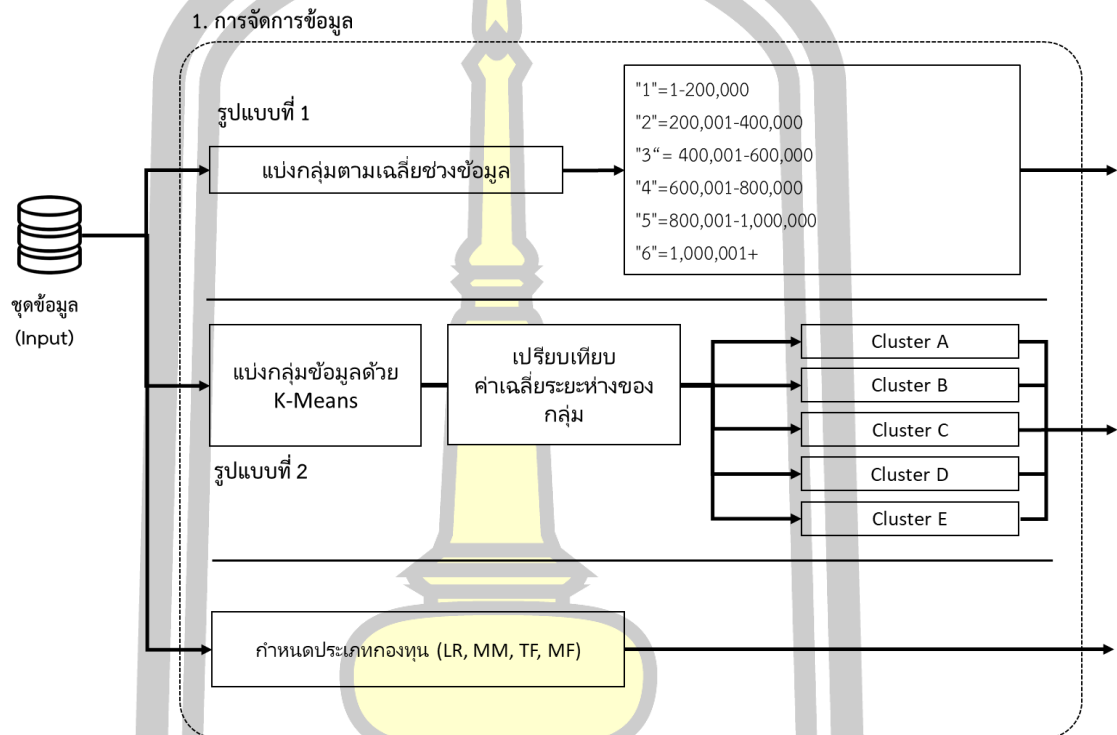 1. การจัดการข้อมูล
รูปแบบที่ 1
แบ่งกลุ่มตามเฉลี่ยช่วงข้อมูล
"1"=1-200,000
"2"=200,001-400,000
"3“= 400,001-600,000
"4"=600,001-800,000
"5"=800,001-1,000,000
"6"=1,000,001+
ชุดข้อมูล
(Input)
แบ่งกลุ่มข้อมูลด้วย
K-Means
เปรียบเทียบ
ค่าเฉลี่ยระยะห่างของ
กลุ่ม
Cluster A
Cluster B
Cluster C
Cluster D
Cluster E
รูปแบบที่ 2
กำหนดประเภทกองทุน (LR, MM, TF, MF)